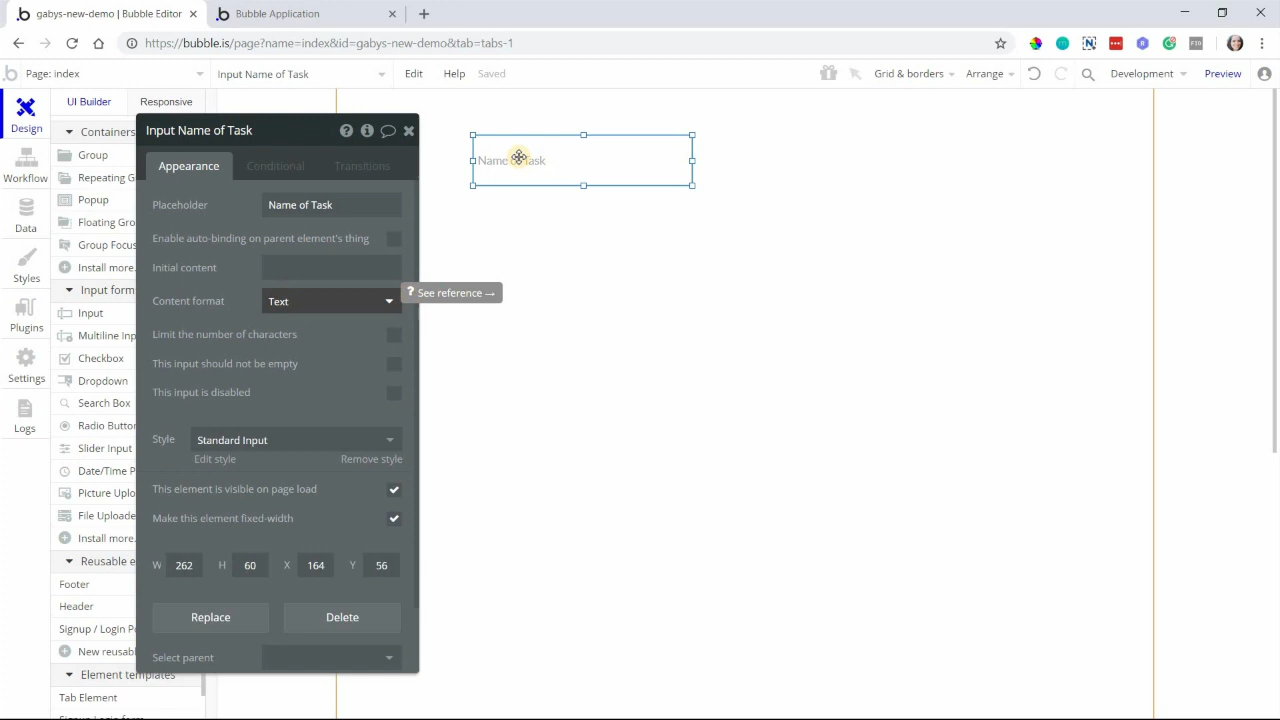 gabys-new-demo | Bubble Editor
Bubble Application
https://bubble.is/page?name=index&id=gabys-new-demo&tab=tabs-1
Page: index
Input Name of Task
Edit
Help
Saved
Grid & borders
Arrange
Development
Preview
Design
Workflow
Data
Styles
Plugins
Settings
Logs
UI Builder
Responsive
Containers
Group
Repeating Gro
Popup
Floating Gro
Group Focus
Install more.
Input form
Input
Multiline Inp
Checkbox
Dropdown
Search Box
Radio Button
Slider Input
Date/Time P
Picture Uplo
File Uploade
Install more.
Reusable e
Footer
Header
Signup / Login Po
New reusab
Element templates
Tab Element
Input Name of Task
Appearance
Conditional
Transitions
Placeholder
Name of Task
Enable auto-binding on parent element's thing
Initial content
Content format
Text
? See reference →
Limit the number of characters
This input should not be empty
This input is disabled
Style
Standard Input
Edit style
Remove style
This element is visible on page load
Make this element fixed-width
W 262 H 60 X 164 Y 56
Replace
Delete
Select parent
Name of Task